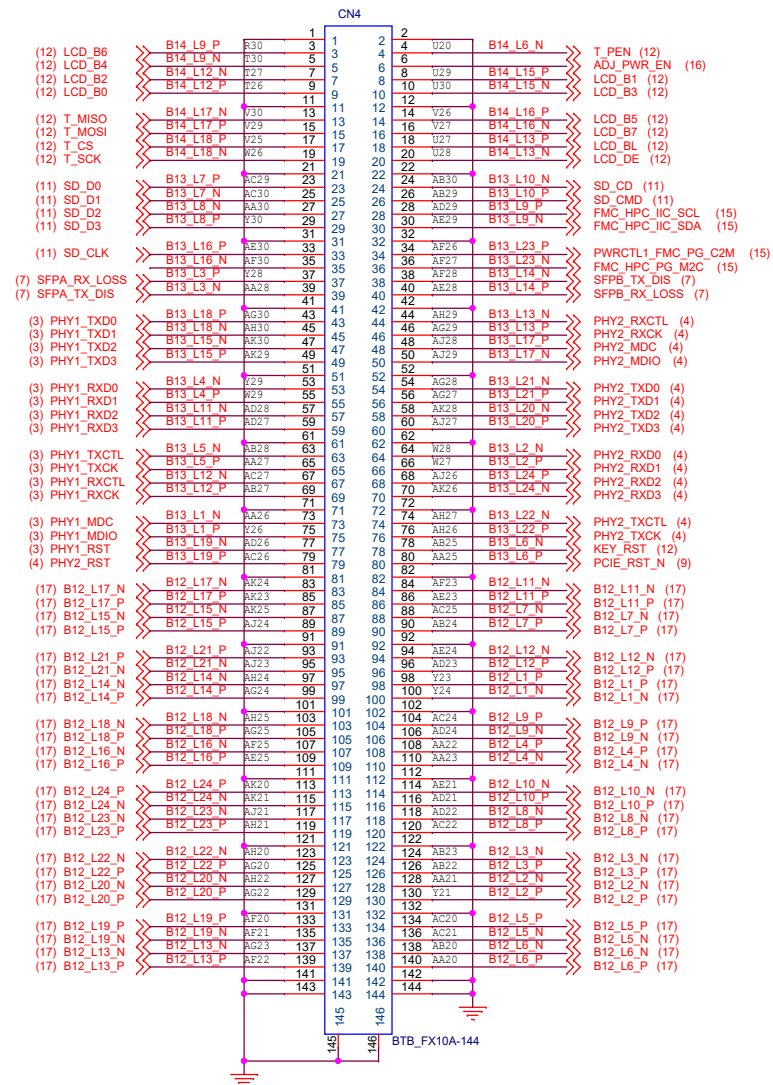 CN4
1 1 2 2
(12) LCD_B6 B14_L9_P R30 3 3 4 4 U20 B14_L6_N T_PEN (12)
(12) LCD_B4 B14_L9_N T30 5 5 6 6 ADJ_PWR_EN (16)
(12) LCD_B2 B14_L12_N T27 7 7 8 8 U29 B14_L15_P LCD_B1 (12)
(12) LCD_B0 B14_L12_P T26 9 9 10 10 U30 B14_L15_N LCD_B3 (12)
11 11 12 12
(12) T_MISO B14_L17_N V30 13 13 14 14 V26 B14_L16_P LCD_B5 (12)
(12) T_MOSI B14_L17_P V29 15 15 16 16 V27 B14_L16_N LCD_B7 (12)
(12) T_CS B14_L18_P V25 17 17 18 18 U27 B14_L13_P LCD_BL (12)
(12) T_SCK B14_L18_N W26 19 19 20 20 U28 B14_L13_N LCD_DE (12)
21 21 22 22
(11) SD_D0 B13_L7_P AC29 23 23 24 24 AB30 B13_L10_N SD_CD (11)
(11) SD_D1 B13_L7_N AC30 25 25 26 26 AB29 B13_L10_P SD_CMD (11)
(11) SD_D2 B13_L8_N AA30 27 27 28 28 AD29 B13_L9_P FMC_HPC_IIC_SCL (15)
(11) SD_D3 B13_L8_P Y30 29 29 30 30 AE29 B13_L9_N FMC_HPC_IIC_SDA (15)
31 31 32 32
(11) SD_CLK B13_L16_P AE30 33 33 34 34 AF26 B13_L23_P PWRCTL1_FMC_PG_C2M (15)
B13_L16_N AF30 35 35 36 36 AF27 B13_L23_N FMC_HPC_PG_M2C (15)
(7) SFPA_RX_LOSS B13_L3_P Y28 37 37 38 38 AF28 B13_L14_N SFPB_TX_DIS (7)
(7) SFPA_TX_DIS B13_L3_N AA28 39 39 40 40 AF28 B13_L14_P SFPB_RX_LOSS (7)
41 41 42 42
(3) PHY1_TXD0 B13_L18_P AG30 43 43 44 44 AH29 B13_L13_N PHY2_RXCTL (4)
(3) PHY1_TXD1 B13_L18_N AH30 45 45 46 46 AG29 B13_L13_P PHY2_RXCK (4)
(3) PHY1_TXD2 B13_L15_N AK30 47 47 48 48 AJ28 B13_L17_P PHY2_MDC (4)
(3) PHY1_TXD3 B13_L15_P AK29 49 49 50 50 AJ29 B13_L17_N PHY2_MDIO (4)
51 51 52 52
(3) PHY1_RXD0 B13_L4_N Y29 53 53 54 54 AG28 B13_L21_N PHY2_TXD0 (4)
(3) PHY1_RXD1 B13_L4_P W29 55 55 56 56 AG27 B13_L21_P PHY2_TXD1 (4)
(3) PHY1_RXD2 B13_L11_N AD28 57 57 58 58 AK28 B13_L20_N PHY2_TXD2 (4)
(3) PHY1_RXD3 B13_L11_P AD27 59 59 60 60 AJ27 B13_L20_P PHY2_TXD3 (4)
61 61 62 62
(3) PHY1_TXCTL B13_L5_N AB28 63 63 64 64 W28 B13_L2_N PHY2_RXD0 (4)
(3) PHY1_TXCK B13_L5_P AA27 65 65 66 66 W27 B13_L2_P PHY2_RXD1 (4)
(3) PHY1_RXCTL B13_L12_N AC27 67 67 68 68 AJ26 B13_L24_P PHY2_RXD2 (4)
(3) PHY1_RXCK B13_L12_P AB27 69 69 70 70 AK26 B13_L24_N PHY2_RXD3 (4)
71 71 72 72
(3) PHY1_MDC B13_L1_N AA26 73 73 74 74 AH27 B13_L22_N PHY2_TXCTL (4)
(3) PHY1_MDIO B13_L1_P Y26 75 75 76 76 AH26 B13_L22_P PHY2_TXCK (4)
(3) PHY1_RST B13_L19_N AD26 77 77 78 78 AB25 B13_L6_N KEY_RST (12)
(4) PHY2_RST B13_L19_P AC26 79 79 80 80 AA25 B13_L6_P PCIE_RST_N (9)
81 81 82 82
(17) B12_L17_N B12_L17_N AK24 83 83 84 84 AF23 B12_L11_N B12_L11_N (17)
(17) B12_L17_P B12_L17_P AK23 85 85 86 86 AE23 B12_L11_P B12_L11_P (17)
(17) B12_L15_N B12_L15_N AK25 87 87 88 88 AC25 B12_L7_N B12_L7_N (17)
(17) B12_L15_P B12_L15_P AJ24 89 89 90 90 AB24 B12_L7_P B12_L7_P (17)
91 91 92 92
(17) B12_L21_P B12_L21_P AJ22 93 93 94 94 AE24 B12_L12_N B12_L12_N (17)
(17) B12_L21_N B12_L21_N AJ23 95 95 96 96 AD23 B12_L12_P B12_L12_P (17)
(17) B12_L14_N B12_L14_N AH24 97 97 98 98 Y23 B12_L1_P B12_L1_P (17)
(17) B12_L14_P B12_L14_P AG24 99 99 100 100 Y24 B12_L1_N B12_L1_N (17)
101 101 102 102
(17) B12_L18_N B12_L18_N AH25 103 103 104 104 AC24 B12_L9_P B12_L9_P (17)
(17) B12_L18_P B12_L18_P AG25 105 105 106 106 AD24 B12_L9_N B12_L9_N (17)
(17) B12_L16_N B12_L16_N AF25 107 107 108 108 AA22 B12_L4_P B12_L4_P (17)
(17) B12_L16_P B12_L16_P AE25 109 109 110 110 AA23 B12_L4_N B12_L4_N (17)
111 111 112 112
(17) B12_L24_P B12_L24_P AK20 113 113 114 114 AE21 B12_L10_N B12_L10_N (17)
(17) B12_L24_N B12_L24_N AK21 115 115 116 116 AD21 B12_L10_P B12_L10_P (17)
(17) B12_L23_N B12_L23_N AJ21 117 117 118 118 AD22 B12_L8_N B12_L8_N (17)
(17) B12_L23_P B12_L23_P AH21 119 119 120 120 AC22 B12_L8_P B12_L8_P (17)
121 121 122 122
(17) B12_L22_N B12_L22_N AH20 123 123 124 124 AB23 B12_L3_N B12_L3_N (17)
(17) B12_L22_P B12_L22_P AG20 125 125 126 126 AB22 B12_L3_P B12_L3_P (17)
(17) B12_L20_N B12_L20_N AH22 127 127 128 128 AA21 B12_L2_N B12_L2_N (17)
(17) B12_L20_P B12_L20_P AG22 129 129 130 130 Y21 B12_L2_P B12_L2_P (17)
131 131 132 132
(17) B12_L19_P B12_L19_P AF20 133 133 134 134 AC20 B12_L5_P B12_L5_P (17)
(17) B12_L19_N B12_L19_N AF21 135 135 136 136 AC21 B12_L5_N B12_L5_N (17)
(17) B12_L13_N B12_L13_N AG23 137 137 138 138 AB20 B12_L6_N B12_L6_N (17)
(17) B12_L13_P B12_L13_P AF22 139 139 140 140 AA20 B12_L6_P B12_L6_P (17)
141 141 142 142
143 143 144 144
145 146
145 146 BTB_FX10A-144